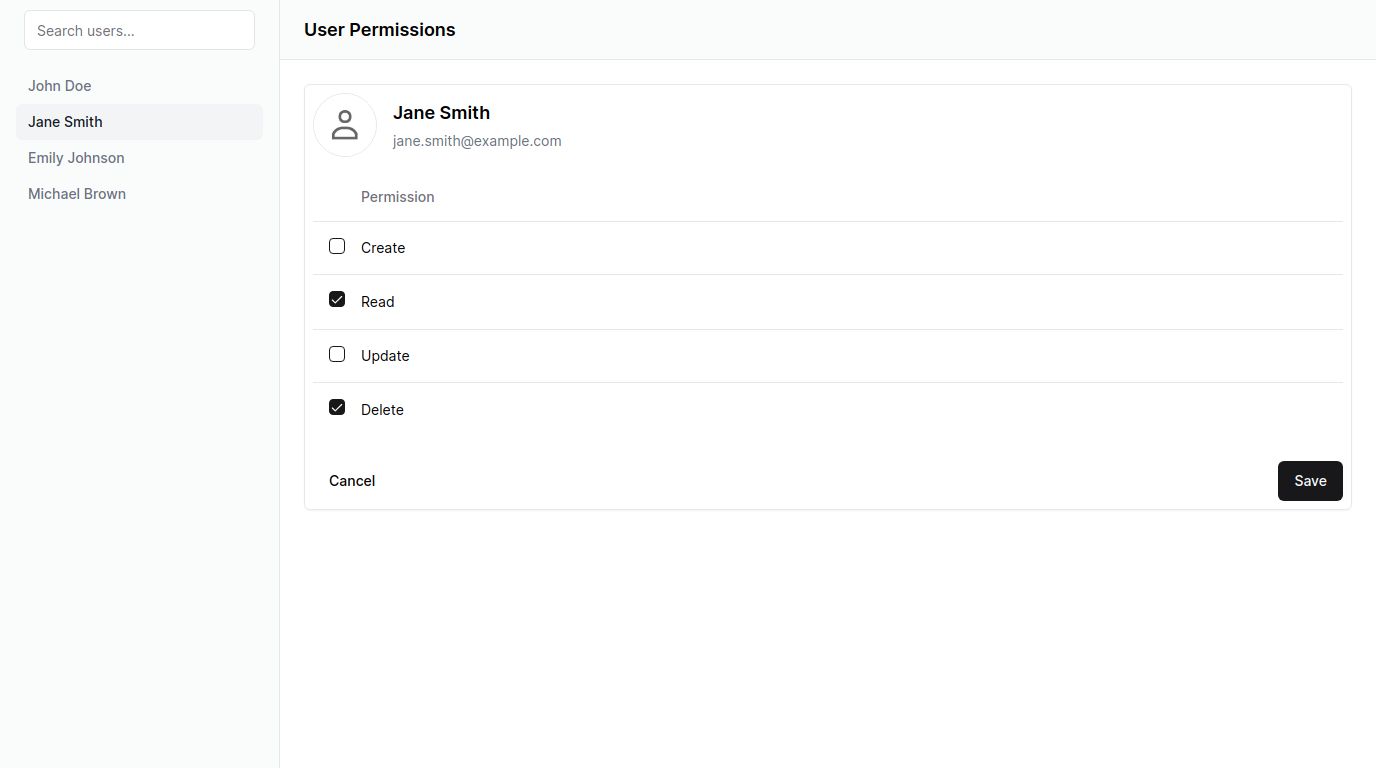 Search users...
John Doe
Jane Smith
Emily Johnson
Michael Brown
User Permissions
Jane Smith
jane.smith@example.com
Permission
Create
Read
Update
Delete
Cancel
Save